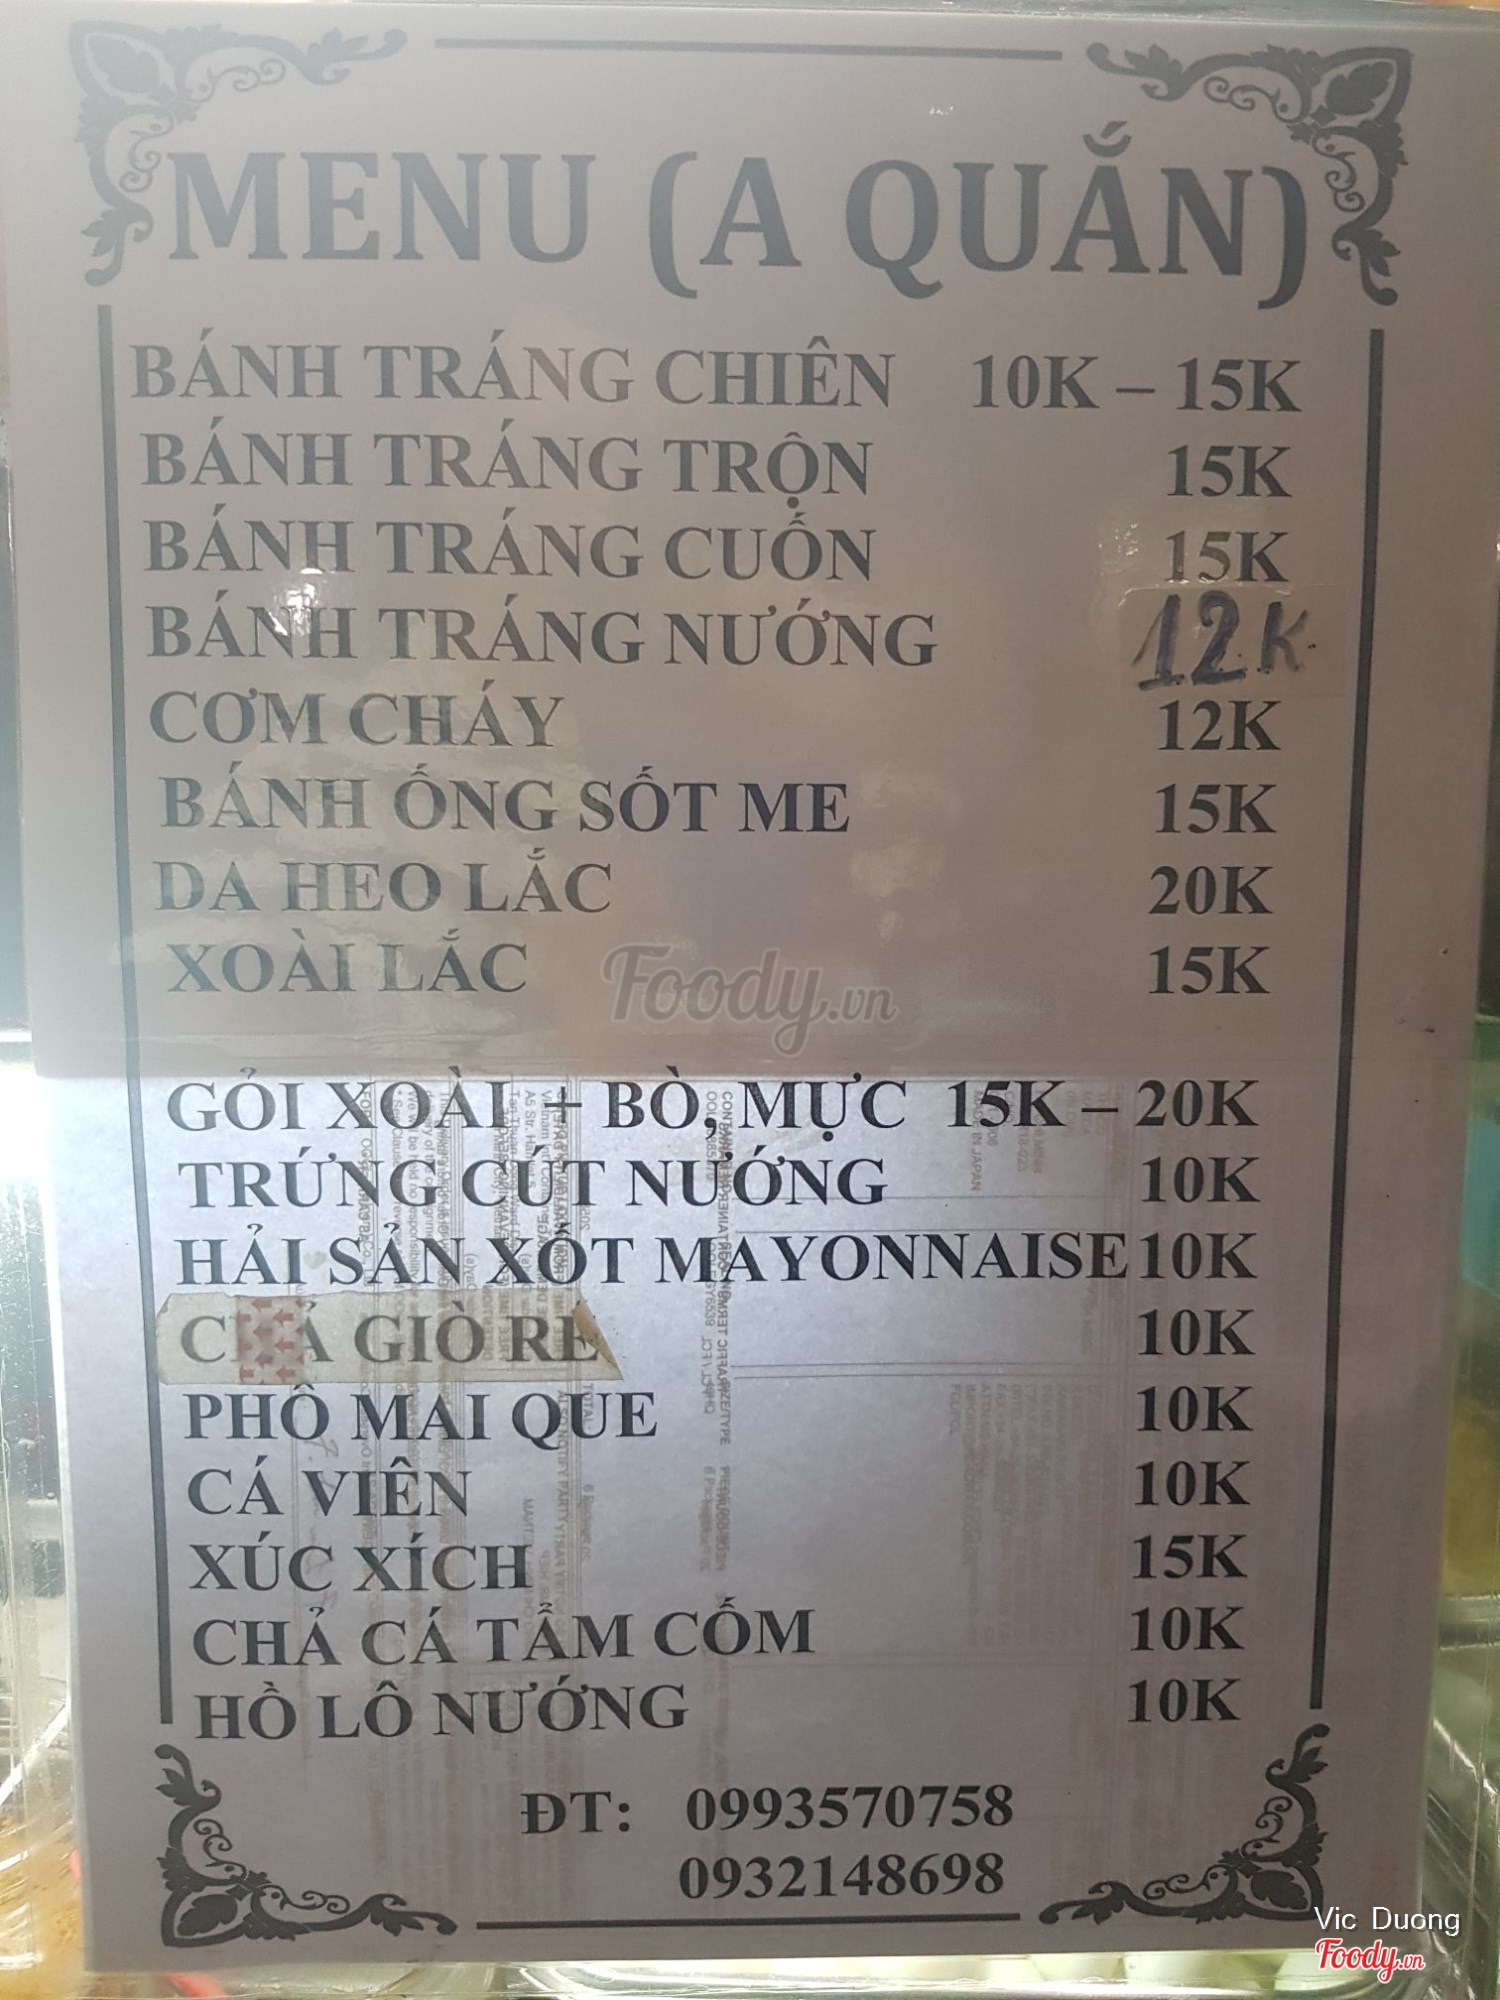 MENU (A QUẮN)
BÁNH TRÁNG CHIÊN 10K – 15K
BÁNH TRÁNG TRỘN 15K
BÁNH TRÁNG CUỐN 15K
BÁNH TRÁNG NƯỚNG 12K
CƠM CHÁY 12K
BÁNH ỐNG SỐT ME 15K
DA HEO LẮC 20K
XOÀI LẮC 15K
Foody.vn
GỎI XOÀI + BÒ, MỰC 15K – 20K
TRỨNG CÚT NƯỚNG 10K
HẢI SẢN XỐT MAYONNAISE 10K
CHẢ GIÒ RẾ 10K
PHÔ MAI QUE 10K
CÁ VIÊN 10K
XÚC XÍCH 15K
CHẢ CÁ TẨM CỐM 10K
HỒ LÔ NƯỚNG 10K
ĐT: 0993570758
0932148698
Vic Duong
Foody.vn